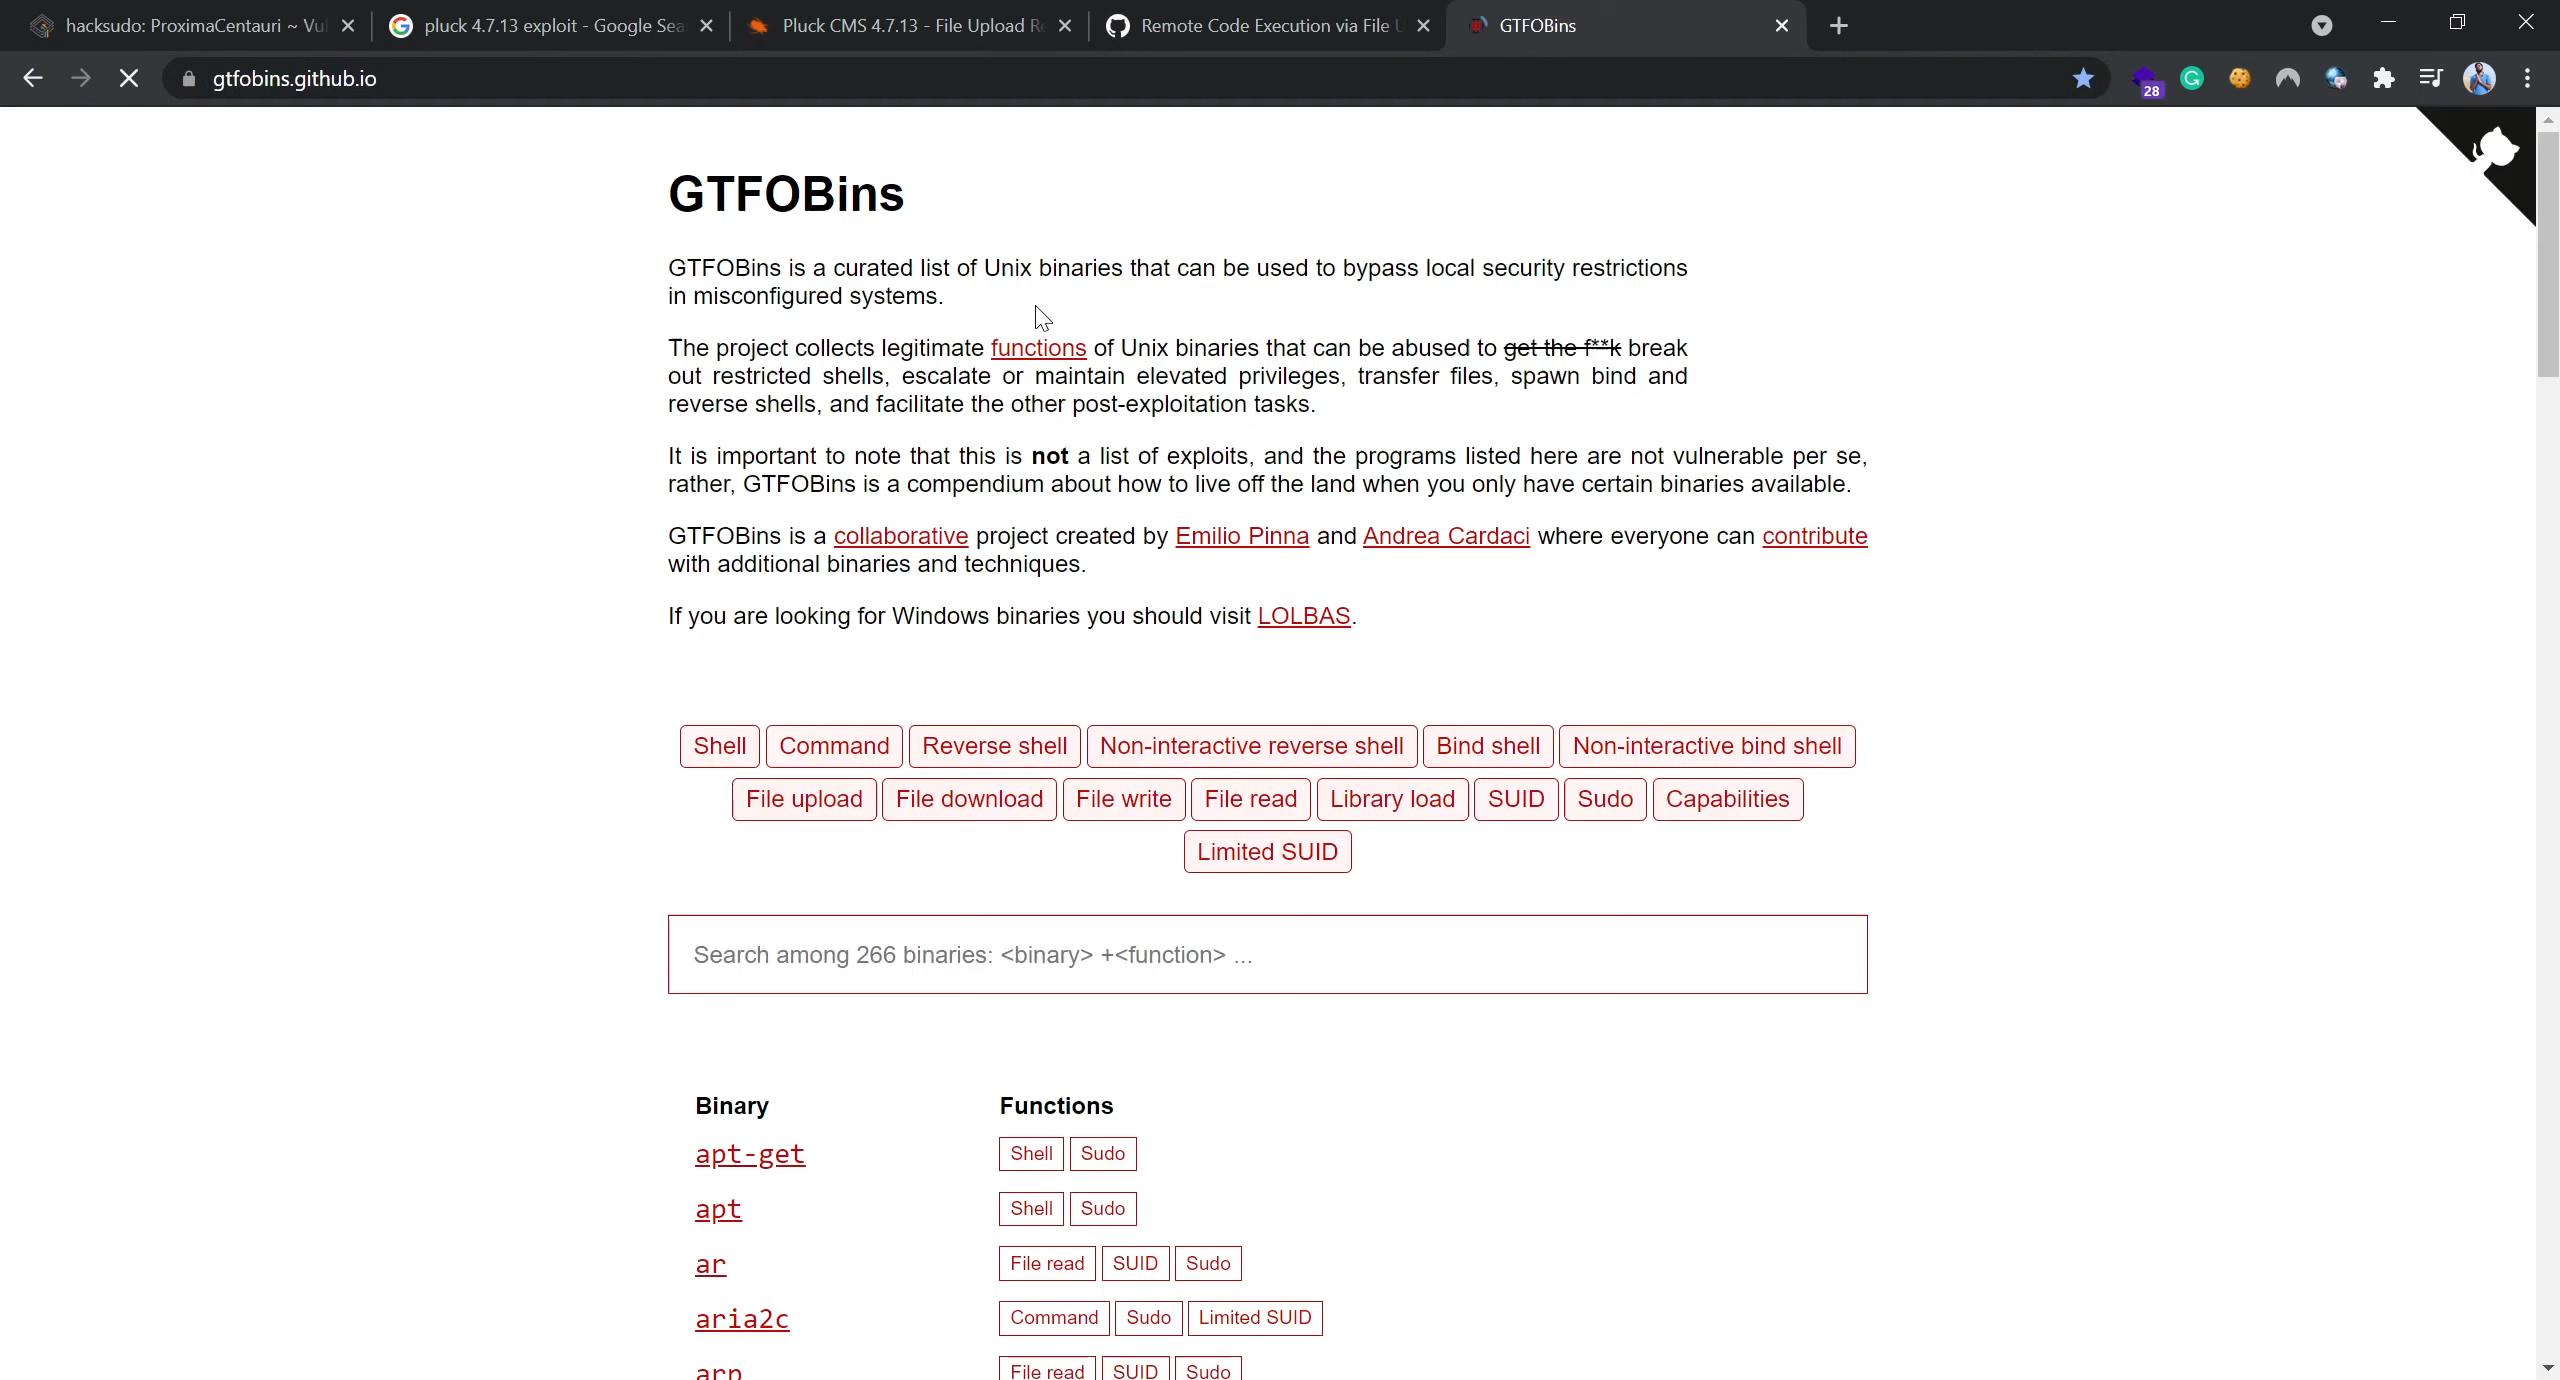 hacksudo: ProximaCentauri ~ Vul
pluck 4.7.13 exploit - Google Sea
Pluck CMS 4.7.13 - File Upload Re
Remote Code Execution via File U
GTFOBins
gtfobins.github.io
28
GTFOBins
GTFOBins is a curated list of Unix binaries that can be used to bypass local security restrictions
in misconfigured systems.
The project collects legitimate functions of Unix binaries that can be abused to get the f**k break
out restricted shells, escalate or maintain elevated privileges, transfer files, spawn bind and
reverse shells, and facilitate the other post-exploitation tasks.
It is important to note that this is not a list of exploits, and the programs listed here are not vulnerable per se,
rather, GTFOBins is a compendium about how to live off the land when you only have certain binaries available.
GTFOBins is a collaborative project created by Emilio Pinna and Andrea Cardaci where everyone can contribute
with additional binaries and techniques.
If you are looking for Windows binaries you should visit LOLBAS.
Shell Command Reverse shell Non-interactive reverse shell Bind shell Non-interactive bind shell
File upload File download File write File read Library load SUID Sudo Capabilities
Limited SUID
Search among 266 binaries: <binary> +<function> ...
Binary Functions
apt-get Shell Sudo
apt Shell Sudo
ar File read SUID Sudo
aria2c Command Sudo Limited SUID
arp File read SUID Sudo